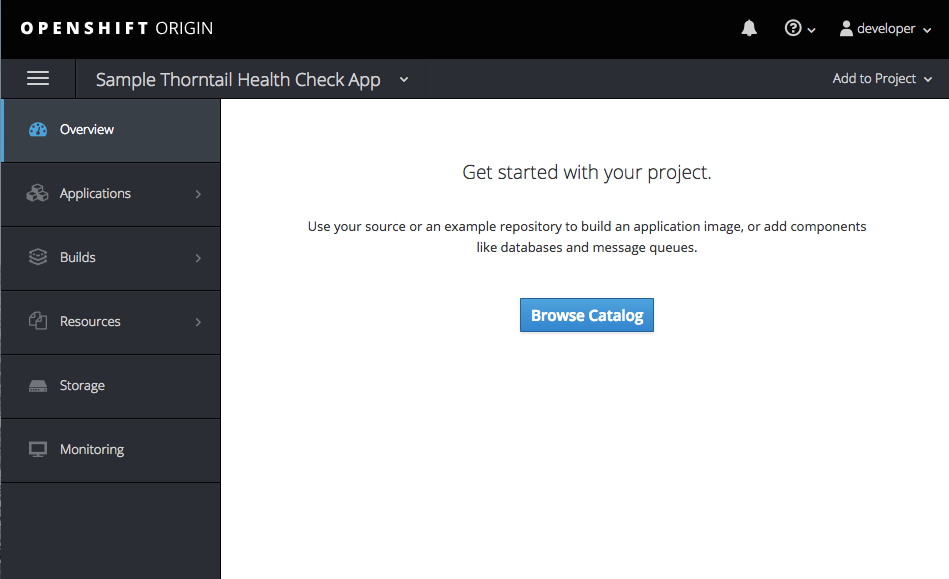 OPENSHIFT ORIGIN
developer
Sample Thorntail Health Check App
Add to Project
Overview
Applications
Builds
Resources
Storage
Monitoring
Get started with your project.
Use your source or an example repository to build an application image, or add components
like databases and message queues.
Browse Catalog